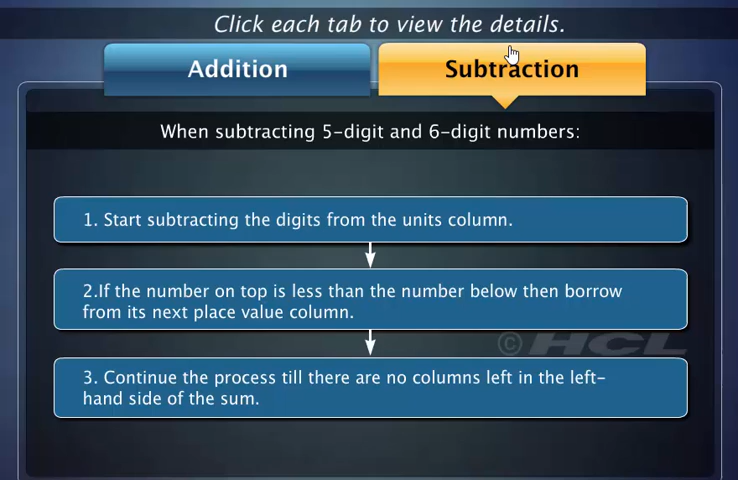 Click each tab to view the details.
Addition
Subtraction
When subtracting 5-digit and 6-digit numbers:
1. Start subtracting the digits from the units column.
2.If the number on top is less than the number below then borrow
from its next place value column.
© HCL
3. Continue the process till there are no columns left in the left-
hand side of the sum.